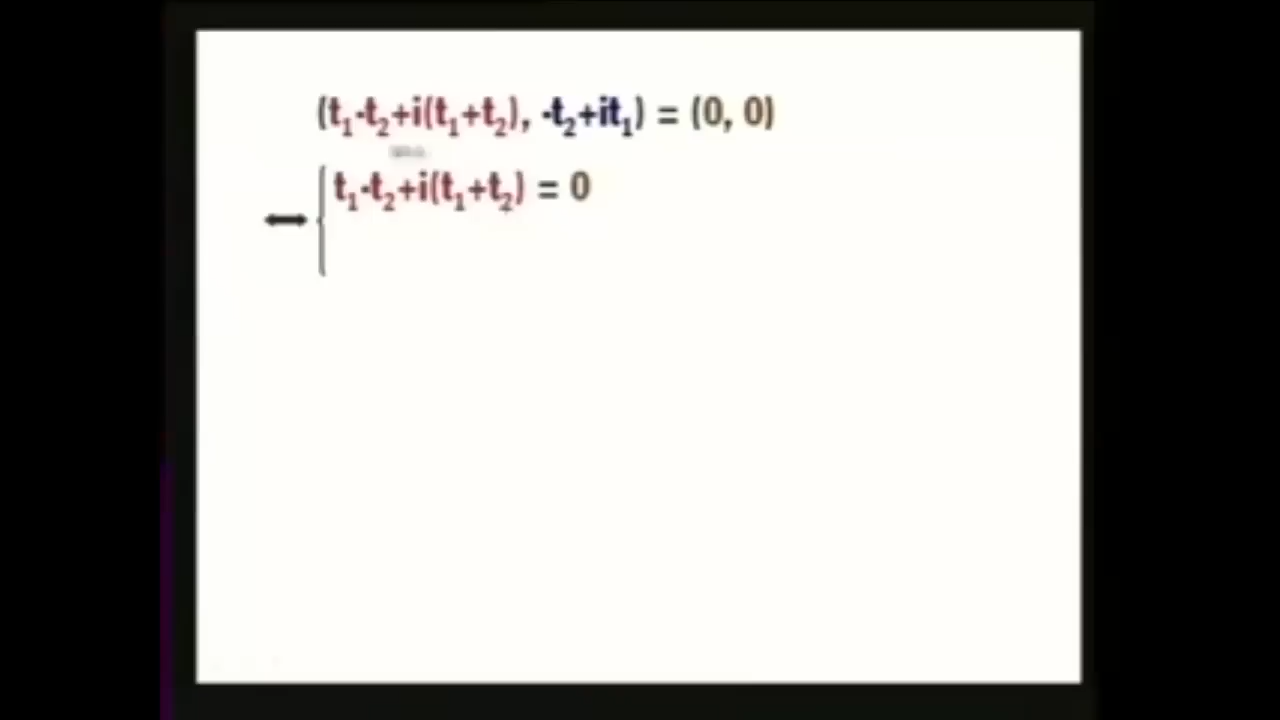 (t₁-t₂+i(t₁+t₂), -t₂+it₁) = (0, 0)
t₁-t₂+i(t₁+t₂) = 0